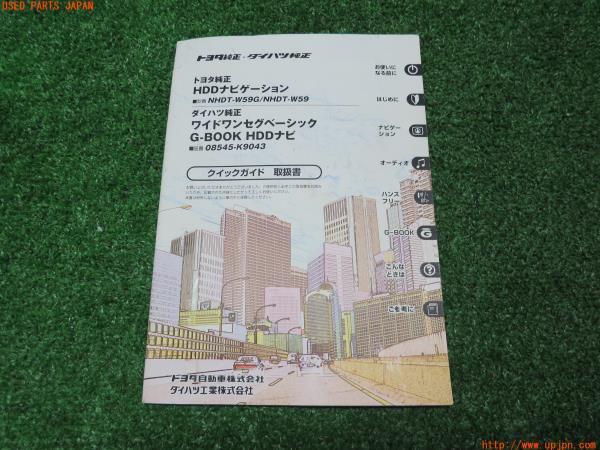 USED PARTS JAPAN
トヨタ純正・ダイハツ純正
トヨタ純正
HDDナビゲーション
■品番 NHDT-W59G/NHDT-W59
ダイハツ純正
ワイドワンセグベーシック
G-BOOK HDDナビ
■品番 08545-K9043
クイックガイド 取扱書
お使いに
なる前に
はじめに
ナビゲー
ション
オーディオ
ハンズ
フリー
G-BOOK
G
こんな
ときは
?
ご参考に
トヨタ自動車株式会社
ダイハツ工業株式会社
http://www.upjpn.com/